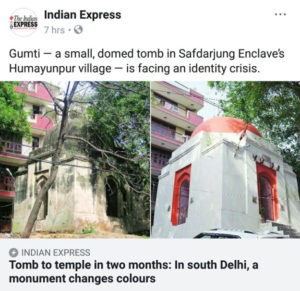 The Indian
EXPRESS
Indian Express
7 hrs ·
Gumti — a small, domed tomb in Safdarjung Enclave's
Humayunpur village — is facing an identity crisis.
INDIAN EXPRESS
Tomb to temple in two months: In south Delhi, a
monument changes colours